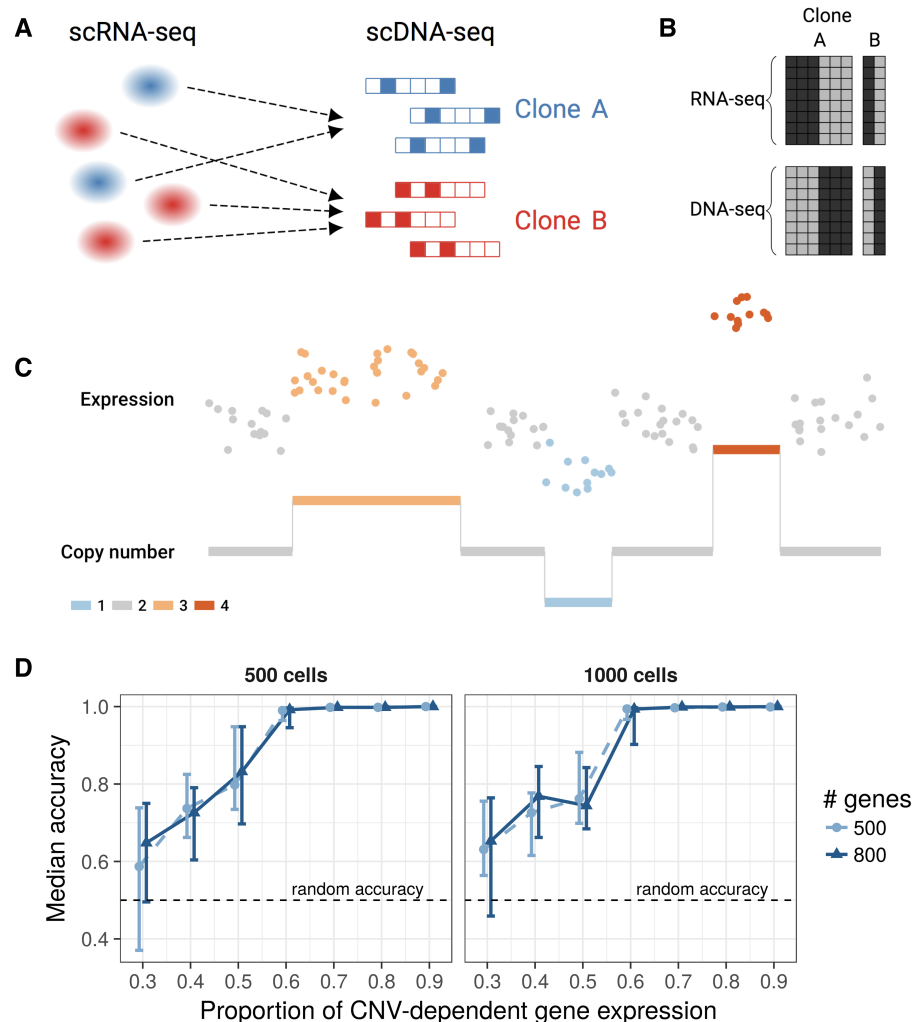 A
scRNA-seq
scDNA-seq
Clone A
Clone B
B
Clone
A B
RNA-seq
DNA-seq
C
Expression
Copy number
1 2 3 4
D
500 cells
1000 cells
Median accuracy
1.0
0.8
0.6
0.4
random accuracy
random accuracy
0.3 0.4 0.5 0.6 0.7 0.8 0.9
0.3 0.4 0.5 0.6 0.7 0.8 0.9
Proportion of CNV-dependent gene expression
# genes
500
800